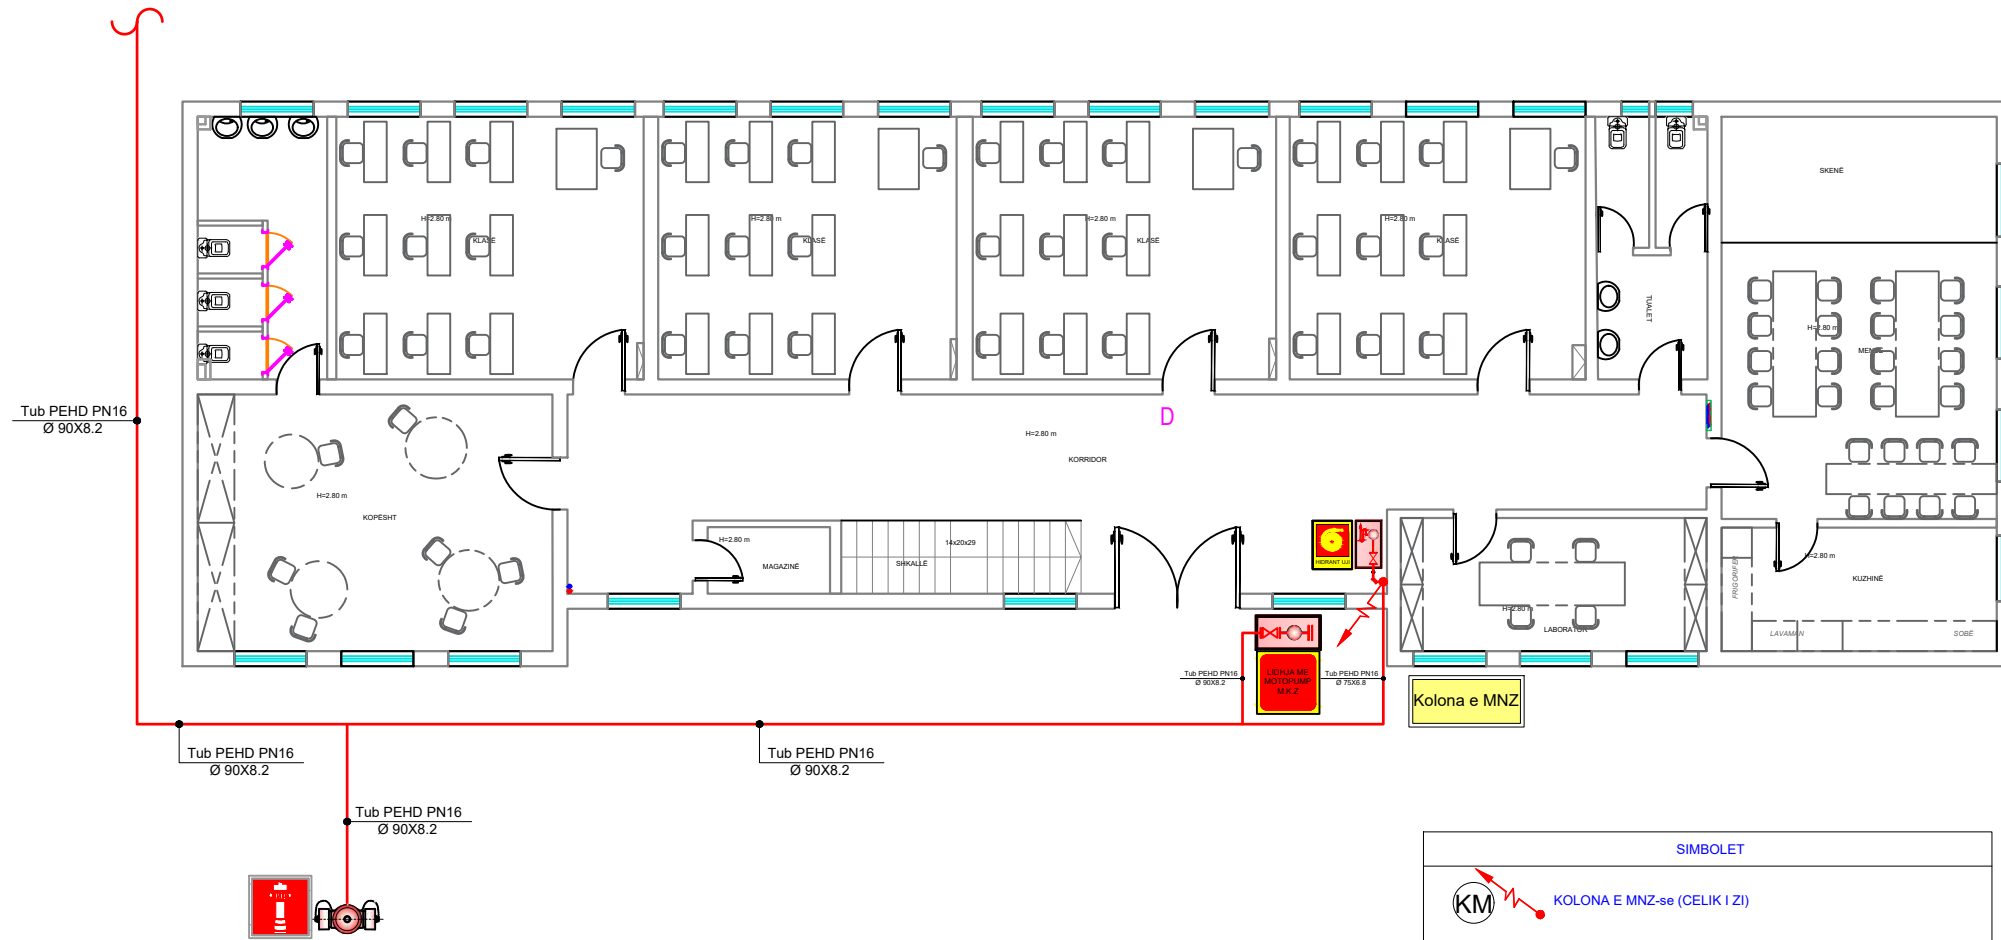 SKENË
H=2.80 m
H=2.80 m
H=2.80 m
H=2.80 m
KLASË
KLASË
KLASË
KLASË
TUALET
H=2.80 m
MENSË
Tub PEHD PN16
Ø 90X8.2
D
H=2.80 m
KORRIDOR
H=2.80 m
KOPËSHT
H=2.80 m
14x20x29
MAGAZINË
SHKALLË
HIDRANT UJI
H=2.80 m
KUZHINË
FRIGORIFER
H=2.80 m
LABORATOR
LAVAMAN
SOBË
Tub PEHD PN16
Ø 90X8.2
LIDHJA ME
MOTOPUMP
M.K.Z
Tub PEHD PN16
Ø 75X6.8
Kolona e MNZ
Tub PEHD PN16
Ø 90X8.2
Tub PEHD PN16
Ø 90X8.2
Tub PEHD PN16
Ø 90X8.2
SIMBOLET
KM
KOLONA E MNZ-se (CELIK I ZI)